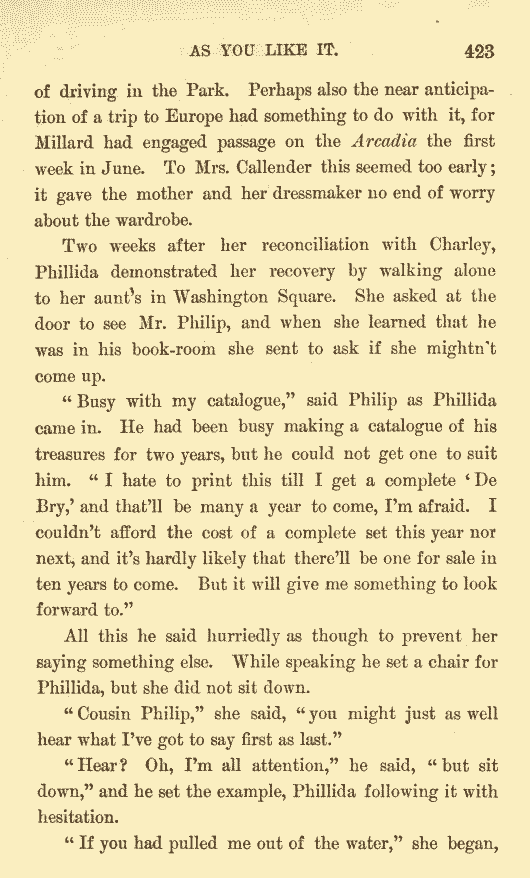 AS YOU LIKE IT. 423
of driving in the Park. Perhaps also the near anticipa-
tion of a trip to Europe had something to do with it, for
Millard had engaged passage on the Arcadia the first
week in June. To Mrs. Callender this seemed too early;
it gave the mother and her dressmaker no end of worry
about the wardrobe.
Two weeks after her reconciliation with Charley,
Phillida demonstrated her recovery by walking alone
to her aunt's in Washington Square. She asked at the
door to see Mr. Philip, and when she learned that he
was in his book-room she sent to ask if she mightn't
come up.
"Busy with my catalogue," said Philip as Phillida
came in. He had been busy making a catalogue of his
treasures for two years, but he could not get one to suit
him. "I hate to print this till I get a complete 'De
Bry,' and that'll be many a year to come, I'm afraid. I
couldn't afford the cost of a complete set this year nor
next, and it's hardly likely that there'll be one for sale in
ten years to come. But it will give me something to look
forward to."
All this he said hurriedly as though to prevent her
saying something else. While speaking he set a chair for
Phillida, but she did not sit down.
"Cousin Philip," she said, "you might just as well
hear what I've got to say first as last."
"Hear? Oh, I'm all attention," he said, "but sit
down," and he set the example, Phillida following it with
hesitation.
"If you had pulled me out of the water," she began,